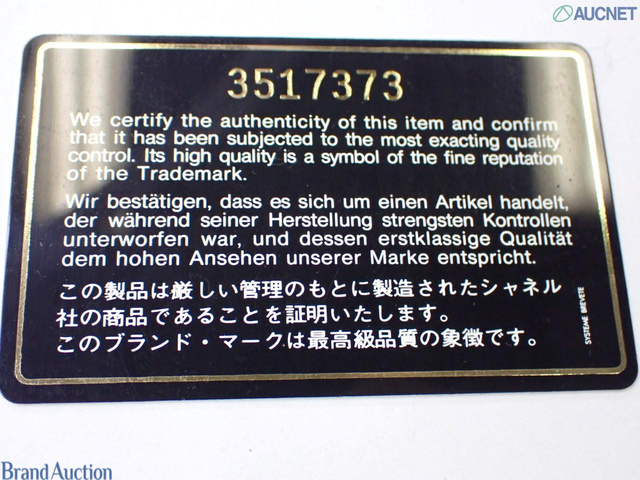 AUCNET
3517373
We certify the authenticity of this item and confirm
that it has been subjected to the most exacting quality
control. Its high quality is a symbol of the fine reputation
of the Trademark.
Wir bestätigen, dass es sich um einen Artikel handelt,
der während seiner Herstellung strengsten Kontrollen
unterworfen war, und dessen erstklassige Qualität
dem hohen Ansehen unserer Marke entspricht.
この製品は厳しい管理のもとに製造されたシャネル
社の商品であることを証明いたします。
このブランド・マークは最高級品質の象徴です。
SYSTEME BREVETE
Brand Auction